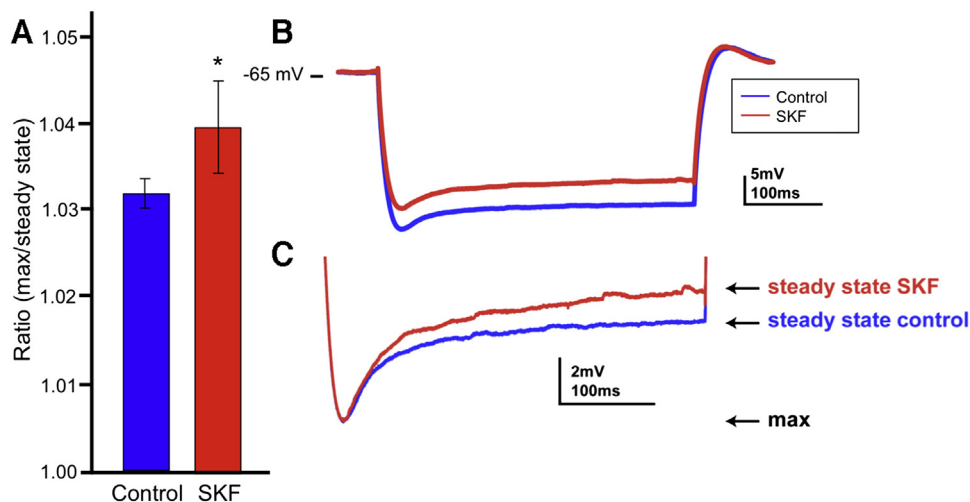 A
1.05
1.04
1.03
1.02
1.01
1.00
Ratio (max/steady state)
*
Control SKF
B
-65 mV
Control
SKF
5mV
100ms
C
steady state SKF
steady state control
2mV
100ms
max